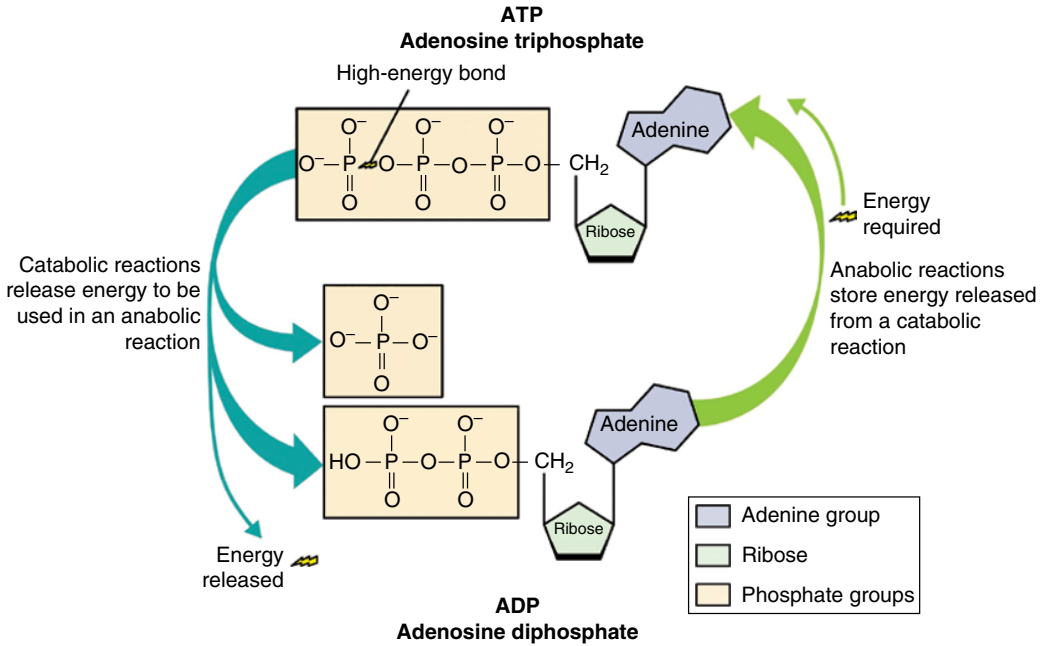 ATP
Adenosine triphosphate
High-energy bond
O⁻ O⁻ O⁻
O⁻ P O P O P O CH₂
O O O
Adenine
Ribose
Energy
required
Catabolic reactions
release energy to be
used in an anabolic
reaction
Anabolic reactions
store energy released
from a catabolic
reaction
O⁻
O⁻ P O⁻
O
O⁻ O⁻
HO P O P O CH₂
O O
Adenine
Ribose
Energy
released
Adenine group
Ribose
Phosphate groups
ADP
Adenosine diphosphate